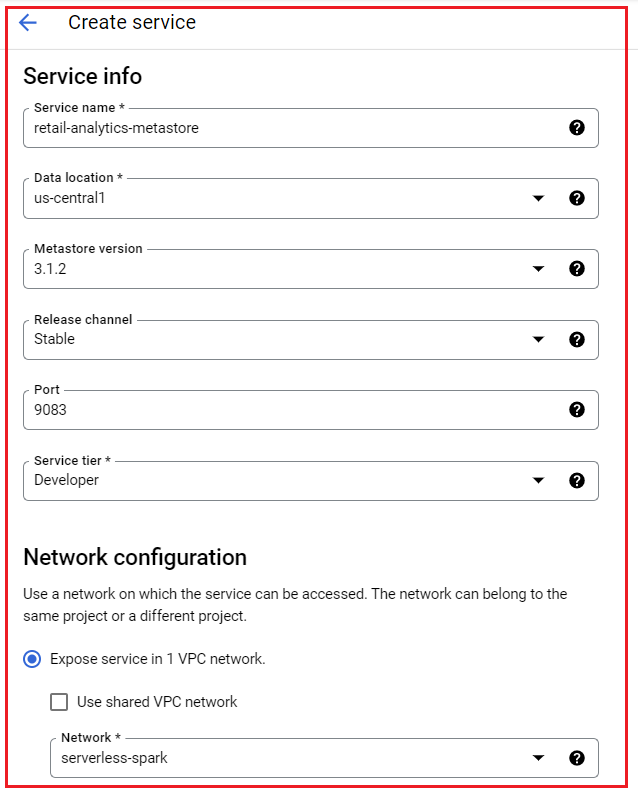 Create service
Service info
Service name *
retail-analytics-metastore
Data location *
us-central1
Metastore version
3.1.2
Release channel
Stable
Port
9083
Service tier *
Developer
Network configuration
Use a network on which the service can be accessed. The network can belong to the
same project or a different project.
Expose service in 1 VPC network.
Use shared VPC network
Network *
serverless-spark